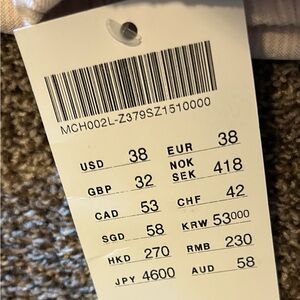 MCH002L-Z379SZ1510000
USD 38 EUR 38
GBP 32 NOK SEK 418
CAD 53 CHF 42
SGD 58 KRW 53000
HKD 270 RMB 230
JPY 4600 AUD 58